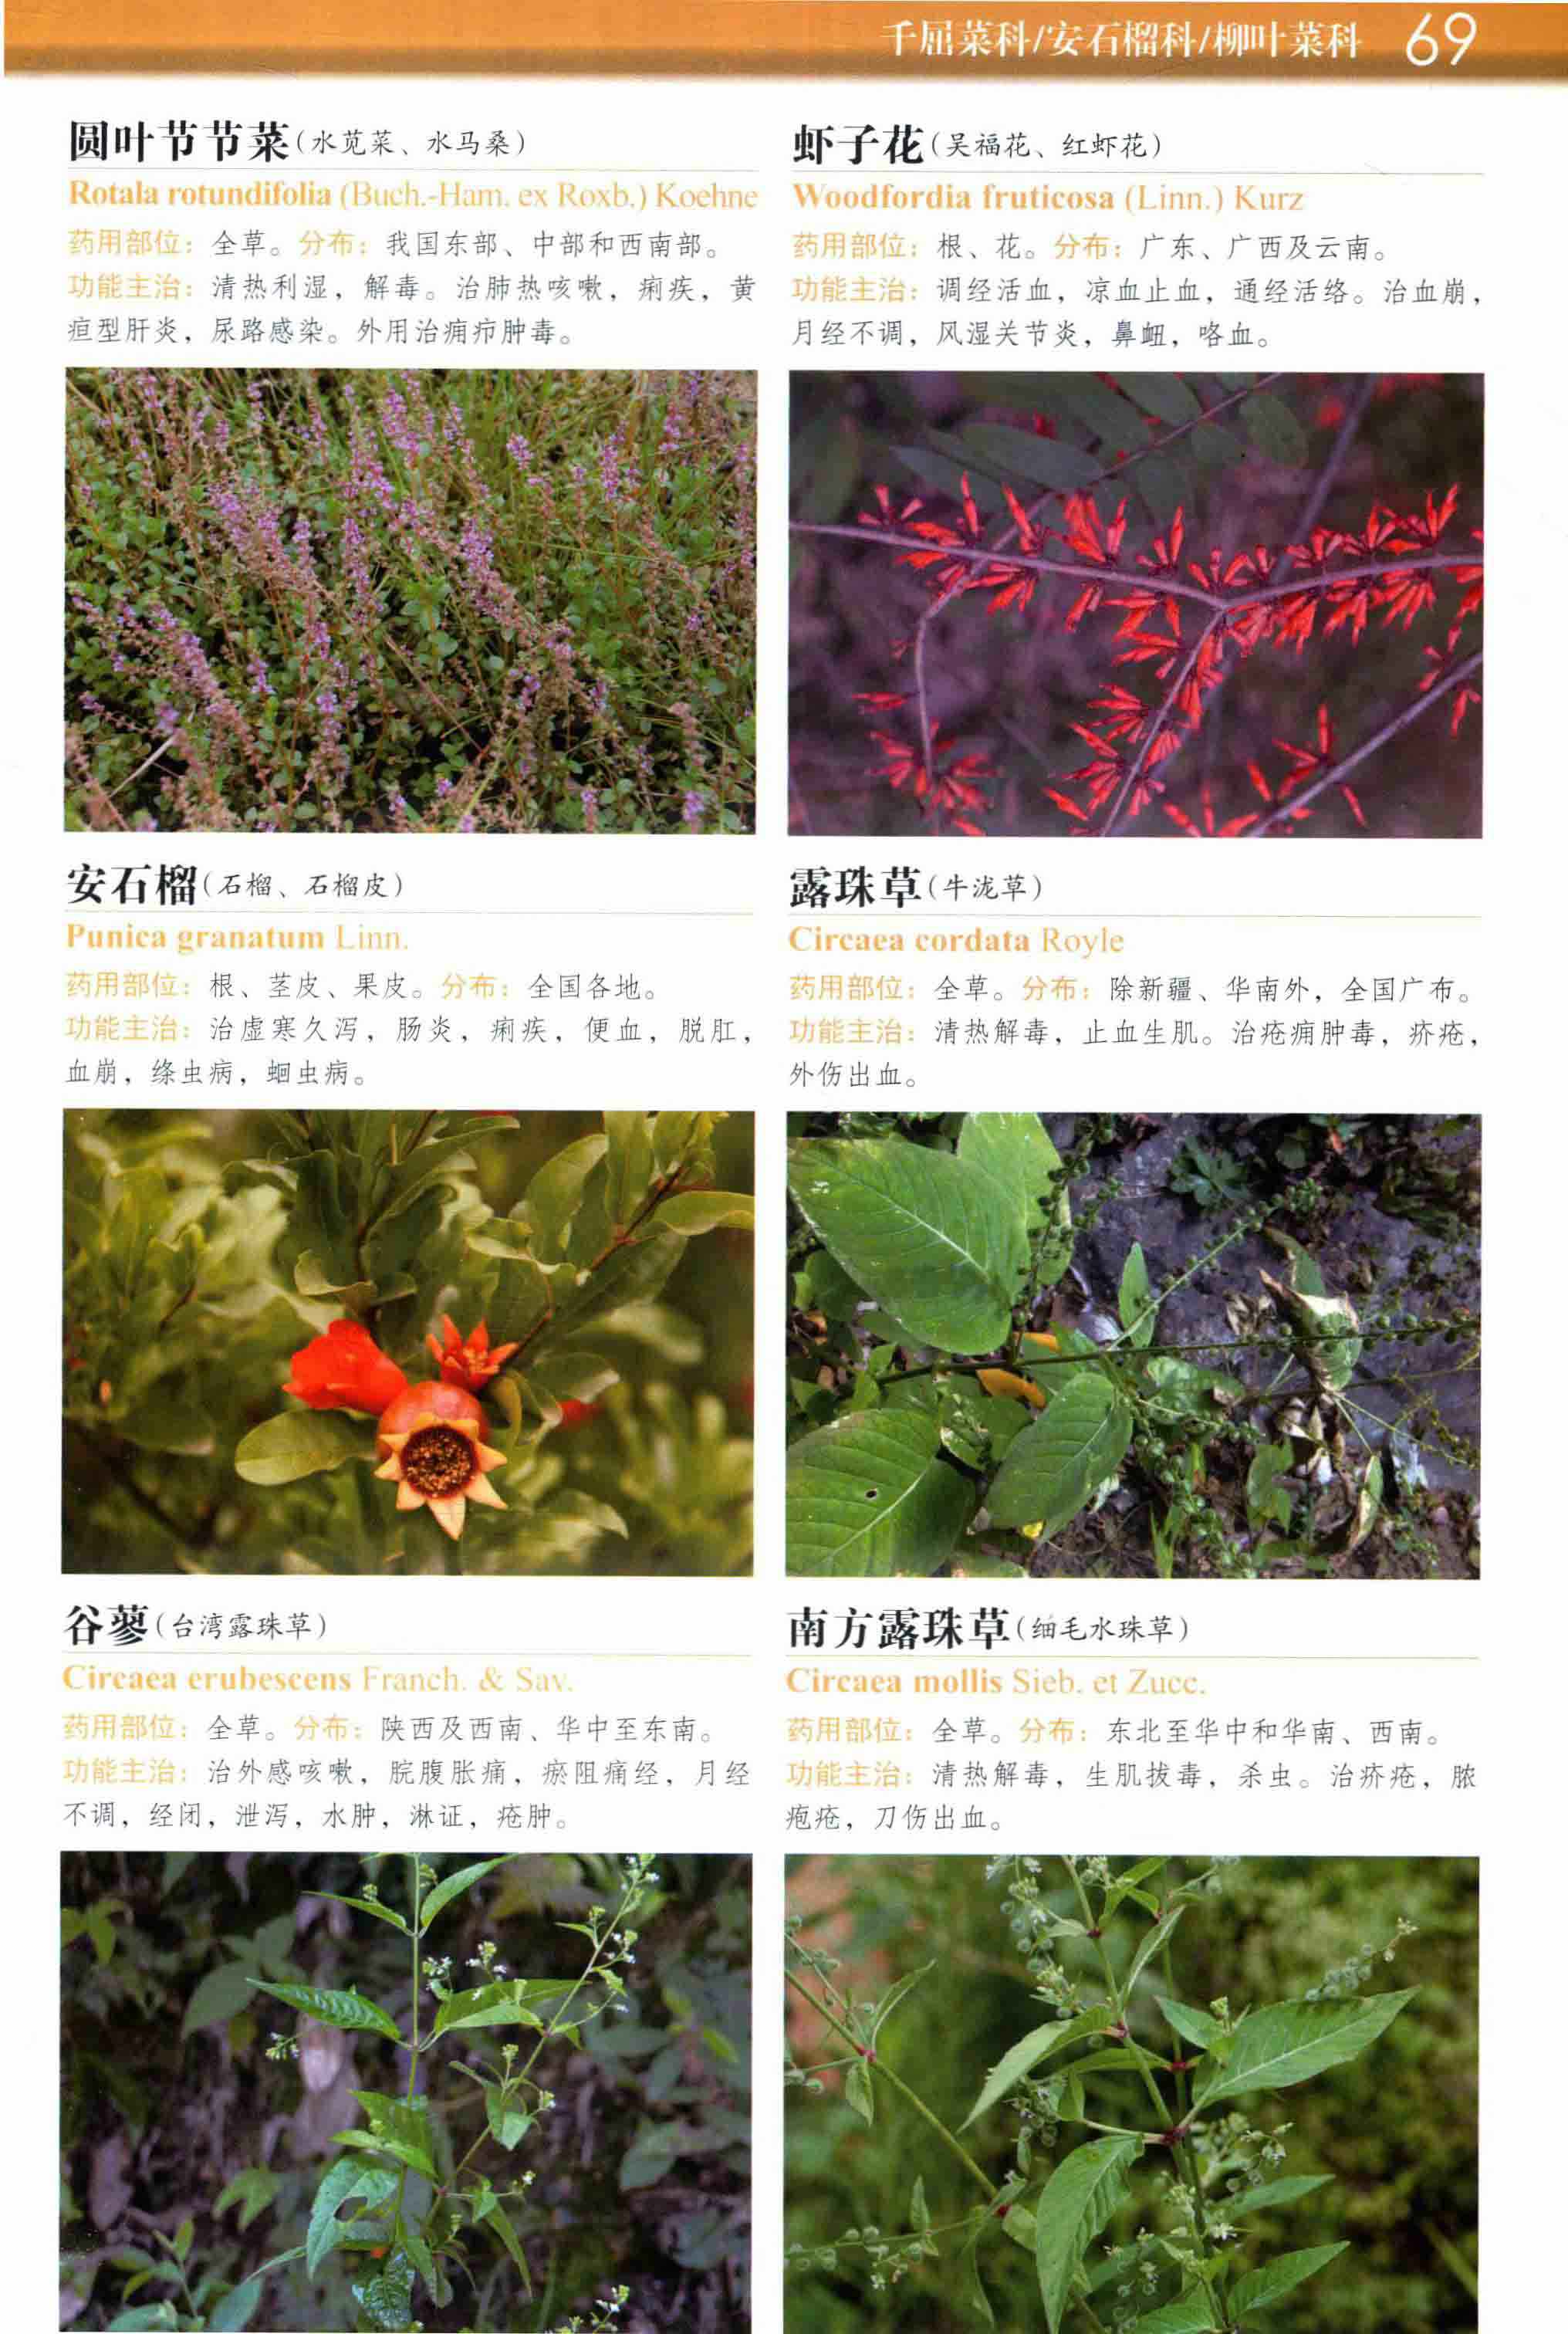 千屈菜科/安石榴科/柳叶菜科 69
圆叶节节菜(水苋菜、水马桑)
Rotala rotundifolia (Buch.-Ham. ex Roxb.) Koehne
药用部位：全草。分布：我国东部、中部和西南部。
功能主治：清热利湿，解毒。治肺热咳嗽，痢疾，黄
疸型肝炎，尿路感染。外用治痈疖肿毒。
虾子花(吴福花、红虾花)
Woodfordia fruticosa (Linn.) Kurz
药用部位：根、花。分布：广东、广西及云南。
功能主治：调经活血，凉血止血，通经活络。治血崩，
月经不调，风湿关节炎，鼻衄，咯血。
安石榴(石榴、石榴皮)
Punica granatum Linn.
药用部位：根、茎皮、果皮。分布：全国各地。
功能主治：治虚寒久泻，肠炎，痢疾，便血，脱肛，
血崩，绦虫病，蛔虫病。
露珠草(牛泷草)
Circaea cordata Royle
药用部位：全草。分布：除新疆、华南外，全国广布。
功能主治：清热解毒，止血生肌。治疮痈肿毒，疥疮，
外伤出血。
谷蓼(台湾露珠草)
Circaea erubescens Franch. & Sav.
药用部位：全草。分布：陕西及西南、华中至东南。
功能主治：治外感咳嗽，脘腹胀痛，瘀阻痛经，月经
不调，经闭，泄泻，水肿，淋证，疮肿。
南方露珠草(细毛水珠草)
Circaea mollis Sieb. et Zucc.
药用部位：全草。分布：东北至华中和华南、西南。
功能主治：清热解毒，生肌拔毒，杀虫。治疥疮，脓
疱疮，刀伤出血。